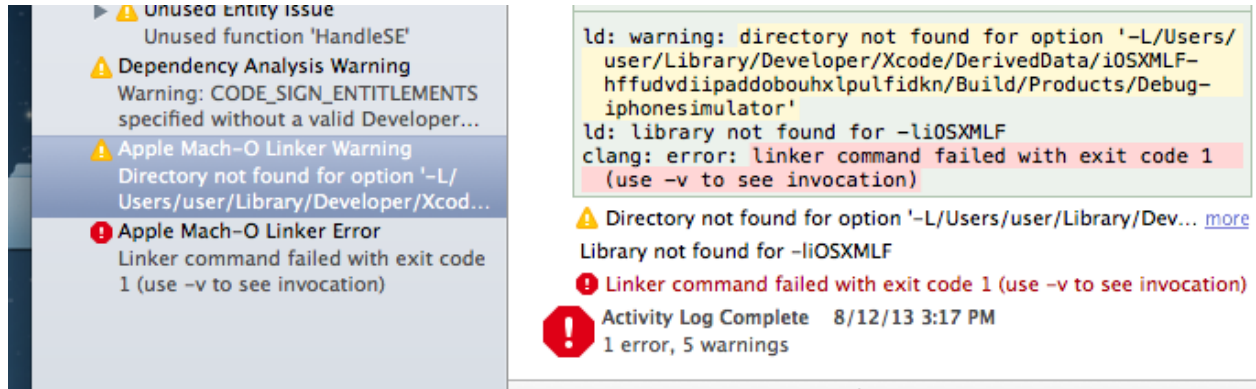 Unused Entity Issue
Unused function 'HandleSE'
Dependency Analysis Warning
Warning: CODE_SIGN_ENTITLEMENTS
specified without a valid Developer...
Apple Mach-O Linker Warning
Directory not found for option '-L/
Users/user/Library/Developer/Xcod...
Apple Mach-O Linker Error
Linker command failed with exit code
1 (use -v to see invocation)
ld: warning: directory not found for option '-L/Users/
user/Library/Developer/Xcode/DerivedData/iOSXMLF-
hffudvdiipaddobouhxlpulfidkn/Build/Products/Debug-
iphonesimulator'
ld: library not found for -liOSXMLF
clang: error: linker command failed with exit code 1
(use -v to see invocation)
Directory not found for option '-L/Users/user/Library/Dev... more
Library not found for -liOSXMLF
Linker command failed with exit code 1 (use -v to see invocation)
Activity Log Complete 8/12/13 3:17 PM
1 error, 5 warnings